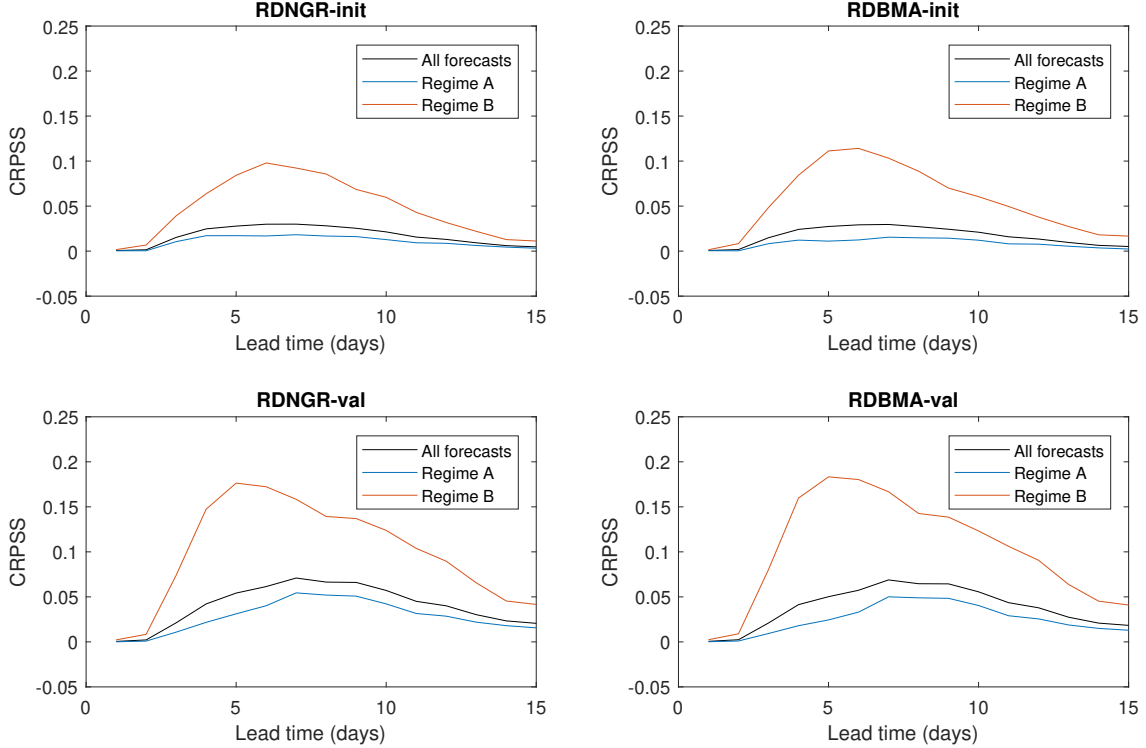 RDNGR-init
0.25
0.2
0.15
0.1
0.05
0
-0.05
CRPSS
All forecasts
Regime A
Regime B
0 5 10 15
Lead time (days)
RDBMA-init
0.25
0.2
0.15
0.1
0.05
0
-0.05
CRPSS
All forecasts
Regime A
Regime B
0 5 10 15
Lead time (days)
RDNGR-val
0.25
0.2
0.15
0.1
0.05
0
-0.05
CRPSS
All forecasts
Regime A
Regime B
0 5 10 15
Lead time (days)
RDBMA-val
0.25
0.2
0.15
0.1
0.05
0
-0.05
CRPSS
All forecasts
Regime A
Regime B
0 5 10 15
Lead time (days)